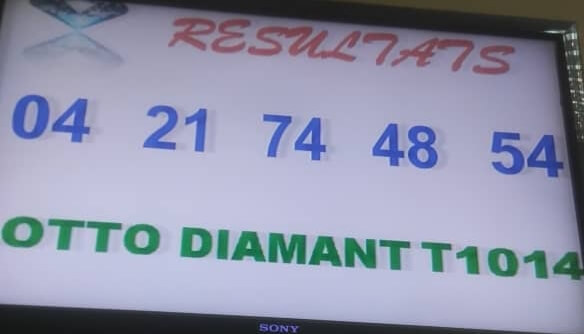 RESULTATS
04 21 74 48 54
OTTO DIAMANT T1014
SONY